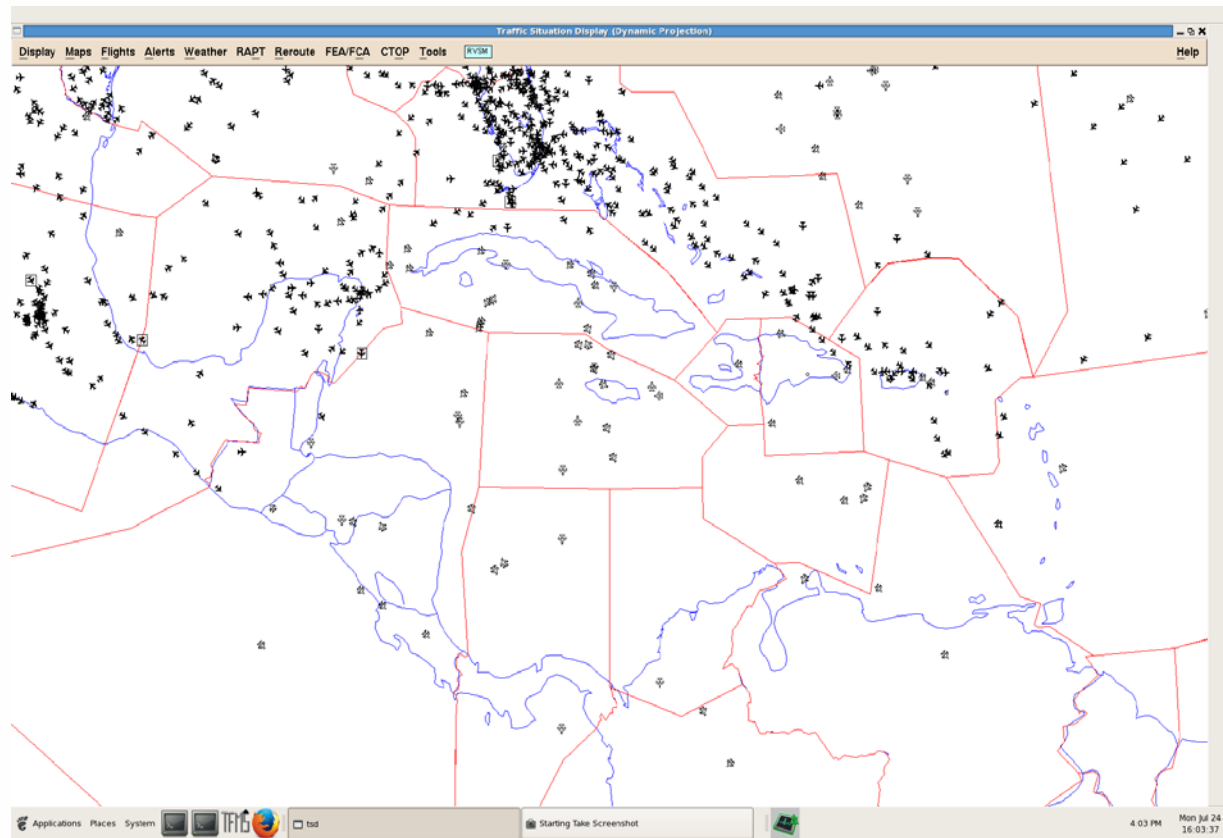 Traffic Situation Display (Dynamic Projection)
Display Maps Flights Alerts Weather RAPT Reroute FEA/FCA CTOP Tools RVSM Help
Applications Places System TFMS tsd Starting Take Screenshot 4:03 PM Mon Jul 24
16:03:37